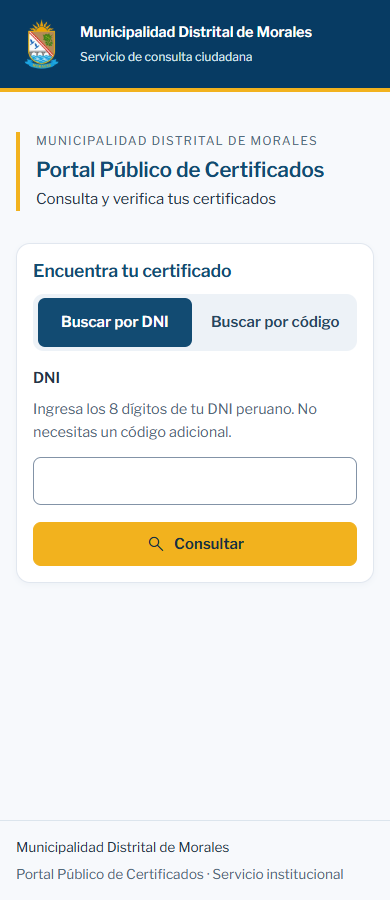 Municipalidad Distrital de Morales
Servicio de consulta ciudadana
MUNICIPALIDAD DISTRITAL DE MORALES
Portal Público de Certificados
Consulta y verifica tus certificados
Encuentra tu certificado
Buscar por DNI
Buscar por código
DNI
Ingresa los 8 dígitos de tu DNI peruano. No
necesitas un código adicional.
Consultar
Municipalidad Distrital de Morales
Portal Público de Certificados · Servicio institucional